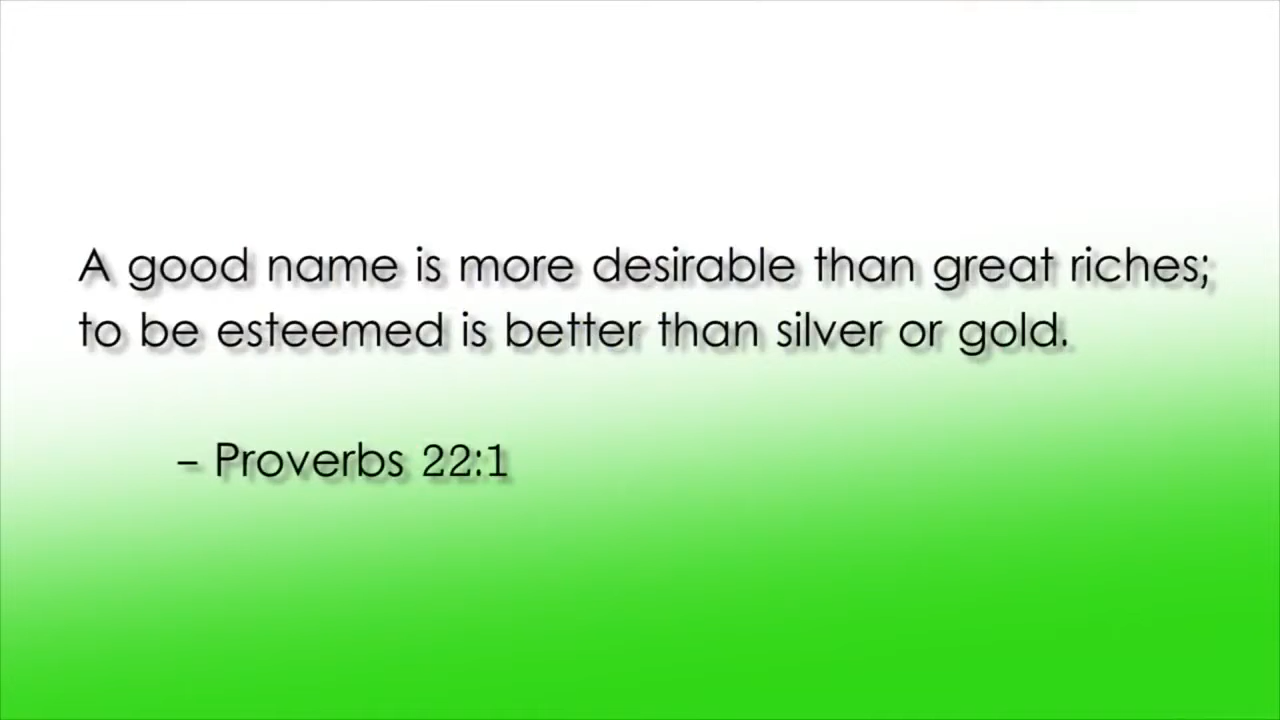 A good name is more desirable than great riches;
to be esteemed is better than silver or gold.
– Proverbs 22:1